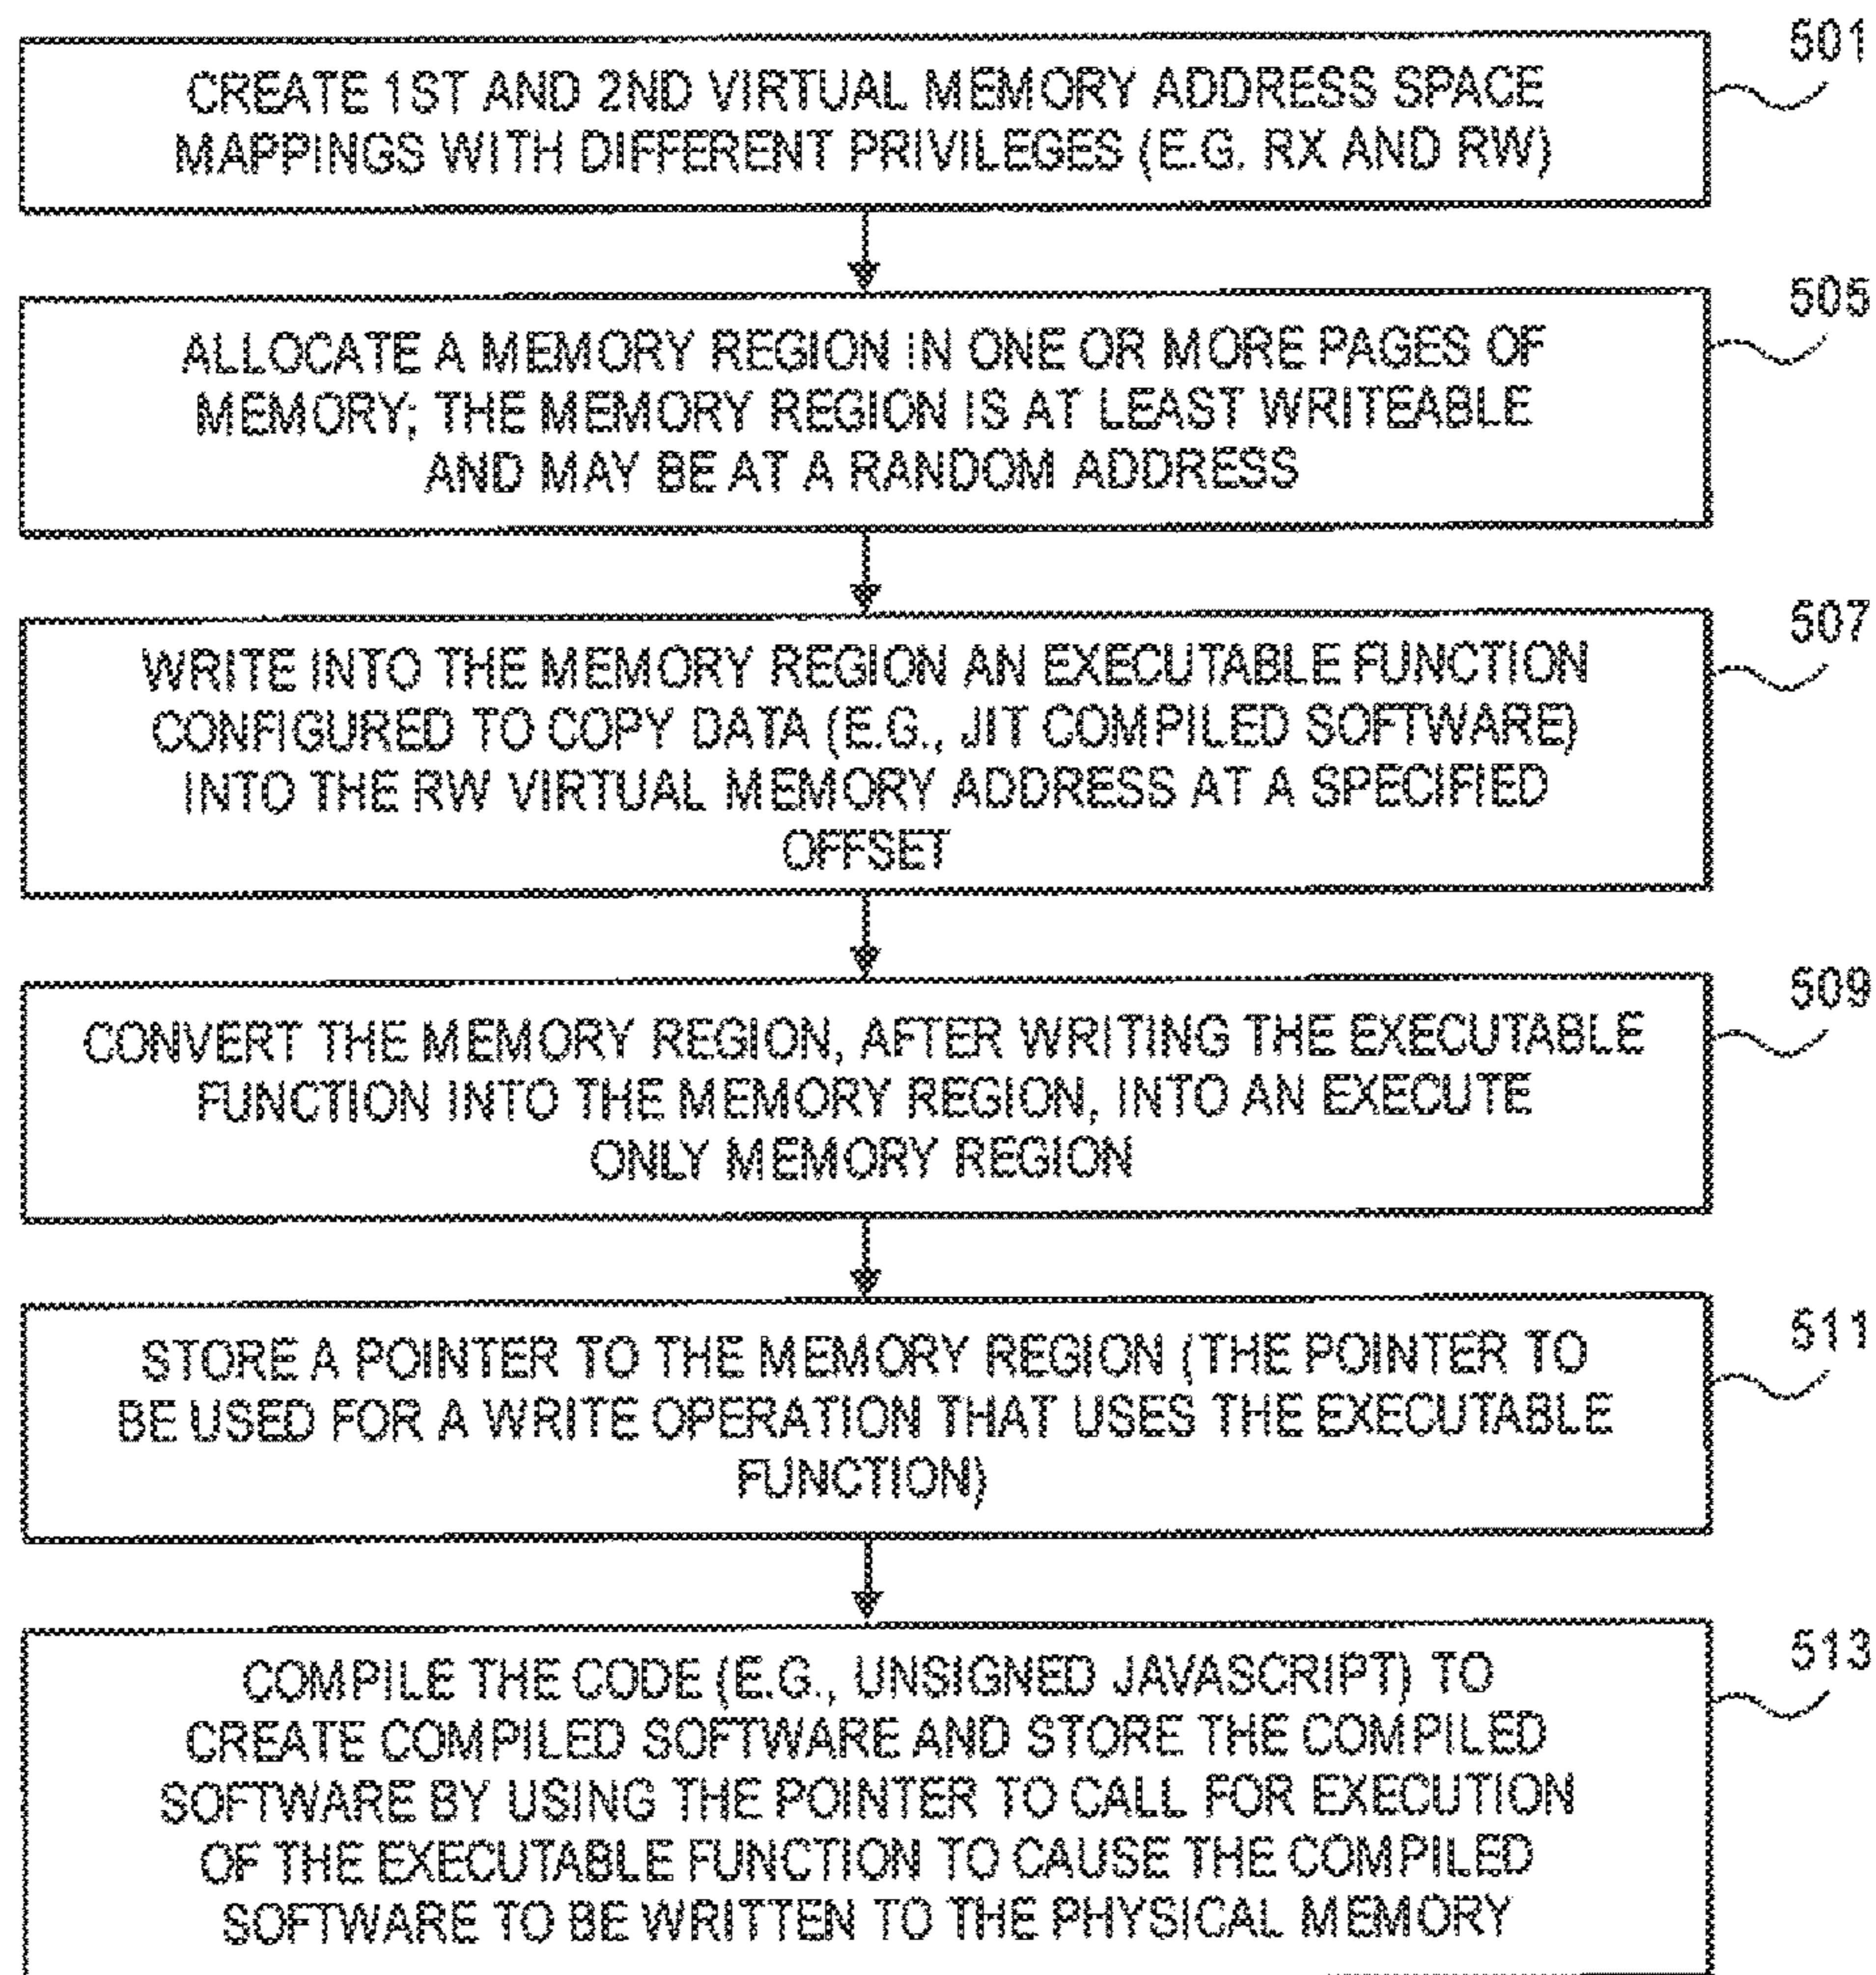 501
CREATE 1ST AND 2ND VIRTUAL MEMORY ADDRESS SPACE
MAPPINGS WITH DIFFERENT PRIVILEGES (E.G. RX AND RW)
505
ALLOCATE A MEMORY REGION IN ONE OR MORE PAGES OF
MEMORY; THE MEMORY REGION IS AT LEAST WRITEABLE
AND MAY BE AT A RANDOM ADDRESS
507
WRITE INTO THE MEMORY REGION AN EXECUTABLE FUNCTION
CONFIGURED TO COPY DATA (E.G., JIT COMPILED SOFTWARE)
INTO THE RW VIRTUAL MEMORY ADDRESS AT A SPECIFIED
OFFSET
509
CONVERT THE MEMORY REGION, AFTER WRITING THE EXECUTABLE
FUNCTION INTO THE MEMORY REGION, INTO AN EXECUTE
ONLY MEMORY REGION
511
STORE A POINTER TO THE MEMORY REGION (THE POINTER TO
BE USED FOR A WRITE OPERATION THAT USES THE EXECUTABLE
FUNCTION)
513
COMPILE THE CODE (E.G., UNSIGNED JAVASCRIPT) TO
CREATE COMPILED SOFTWARE AND STORE THE COMPILED
SOFTWARE BY USING THE POINTER TO CALL FOR EXECUTION
OF THE EXECUTABLE FUNCTION TO CAUSE THE COMPILED
SOFTWARE TO BE WRITTEN TO THE PHYSICAL MEMORY